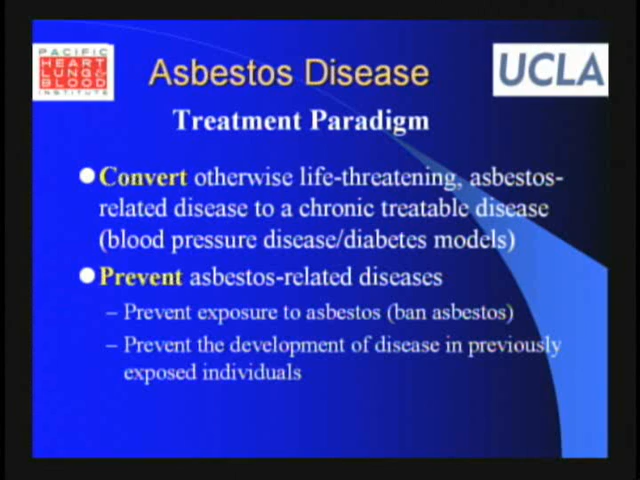 PACIFIC
HEART
LUNG&
BLOOD
INSTITUTE
Asbestos Disease
UCLA
Treatment Paradigm
Convert otherwise life-threatening, asbestos-
related disease to a chronic treatable disease
(blood pressure disease/diabetes models)
Prevent asbestos-related diseases
– Prevent exposure to asbestos (ban asbestos)
– Prevent the development of disease in previously
exposed individuals